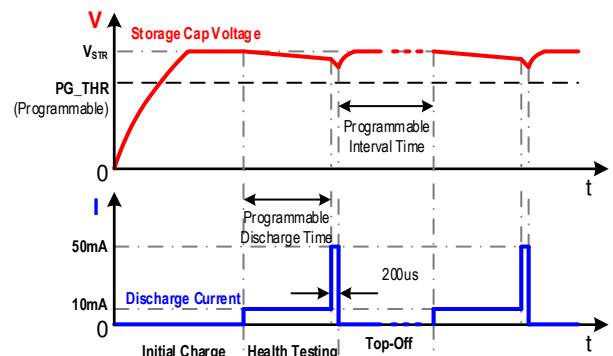 V
Storage Cap Voltage
VSTR
PG_THR
(Programmable)
Programmable
Interval Time
0
t
I
Programmable
Discharge Time
50mA
200us
Discharge Current
10mA
0
t
Initial Charge
Health Testing
Top-Off